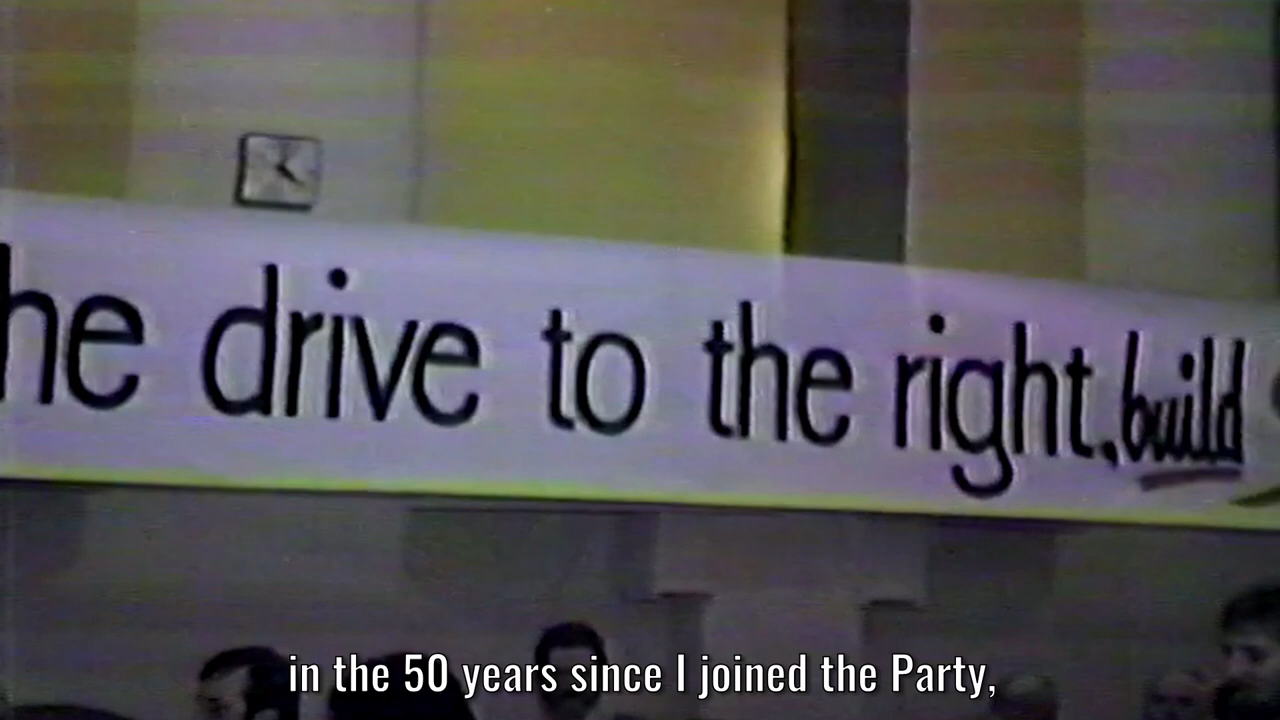 he drive to the right. build
in the 50 years since I joined the Party,